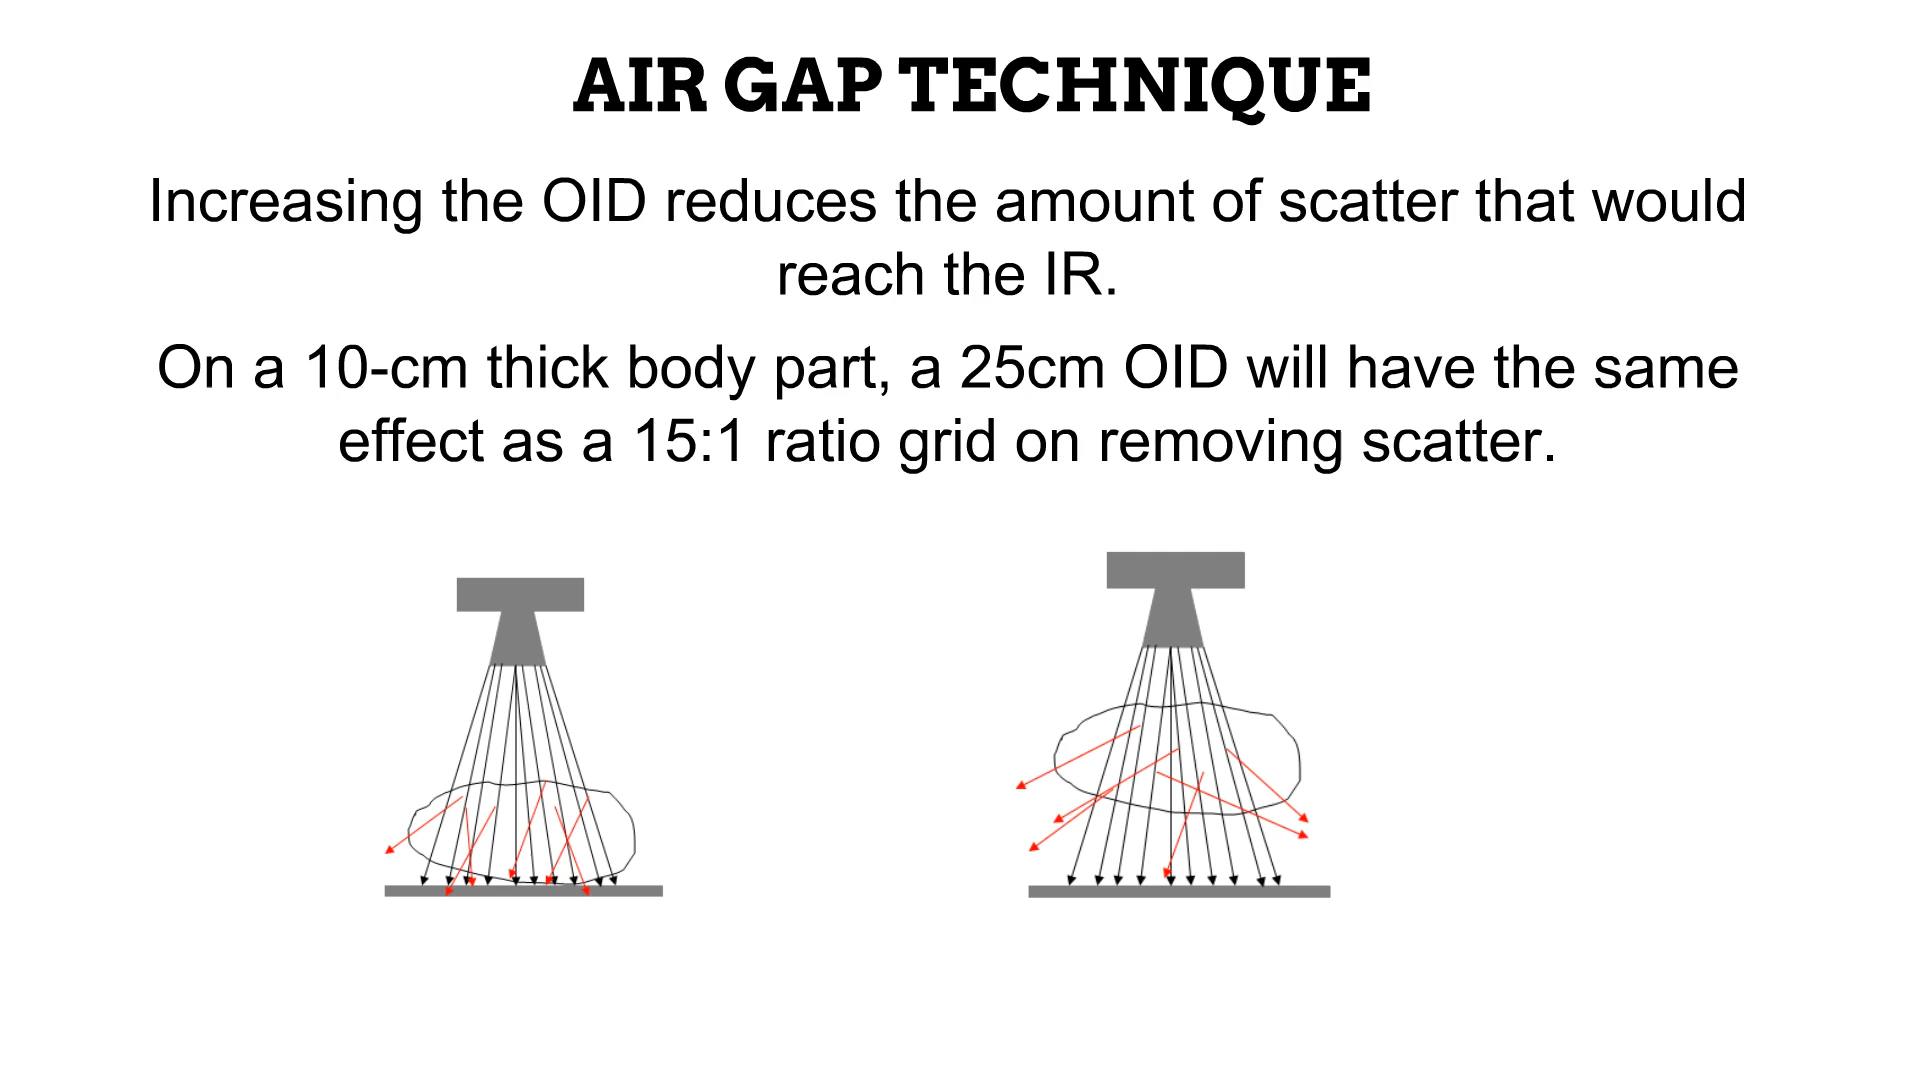 AIR GAP TECHNIQUE
Increasing the OID reduces the amount of scatter that would
reach the IR.
On a 10-cm thick body part, a 25cm OID will have the same
effect as a 15:1 ratio grid on removing scatter.